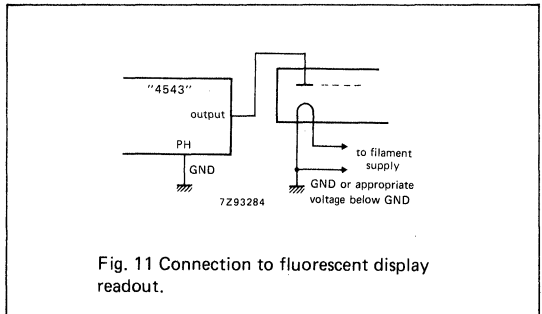 "4543"
output
PH
GND
to filament
supply
GND or appropriate
voltage below GND
7Z93284
Fig. 11 Connection to fluorescent display
readout.